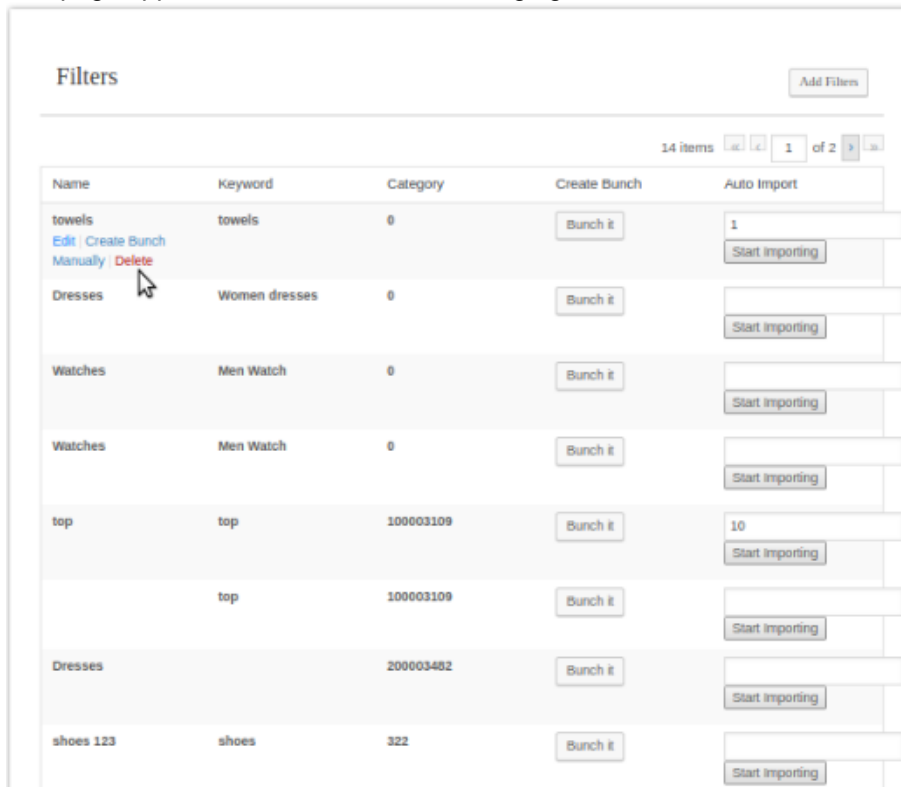 Filters
Add Filters
14 items « ‹ 1 of 2 › »
Name Keyword Category Create Bunch Auto Import
towels towels 0 Bunch it 1
Edit | Create Bunch
Manually | Delete
Start Importing
Dresses Women dresses 0 Bunch it
Start Importing
Watches Men Watch 0 Bunch it
Start Importing
Watches Men Watch 0 Bunch it
Start Importing
top top 100003109 Bunch it 10
Start Importing
top 100003109 Bunch it
Start Importing
Dresses 200003482 Bunch it
Start Importing
shoes 123 shoes 322 Bunch it
Start Importing